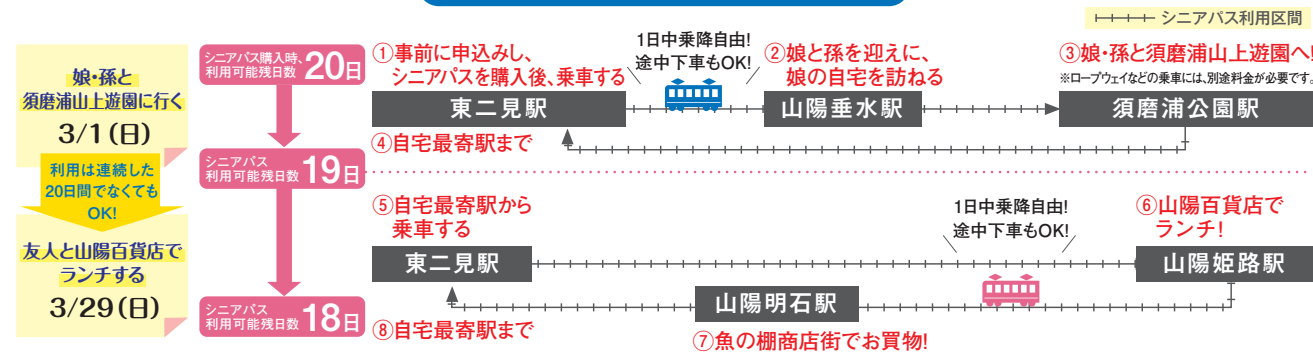 シニアパス利用区間
娘・孫と
須磨浦山上遊園に行く
3/1(日)
利用は連続した
20日間でなくても
OK!
友人と山陽百貨店で
ランチする
3/29(日)
シニアパス購入時、
利用可能残日数20日
シニアパス
利用可能残日数19日
シニアパス
利用可能残日数18日
①事前に申込みし、
シニアパスを購入後、乗車する
東二見駅
1日中乗降自由!
途中下車もOK!
②娘と孫を迎えに、
娘の自宅を訪ねる
山陽垂水駅
③娘・孫と須磨浦山上遊園へ!
※ロープウェイなどの乗車には、別途料金が必要です。
須磨浦公園駅
④自宅最寄駅まで
⑤自宅最寄駅から
乗車する
東二見駅
1日中乗降自由!
途中下車もOK!
⑥山陽百貨店で
ランチ!
山陽姫路駅
山陽明石駅
⑦魚の棚商店街でお買物!
⑧自宅最寄駅まで